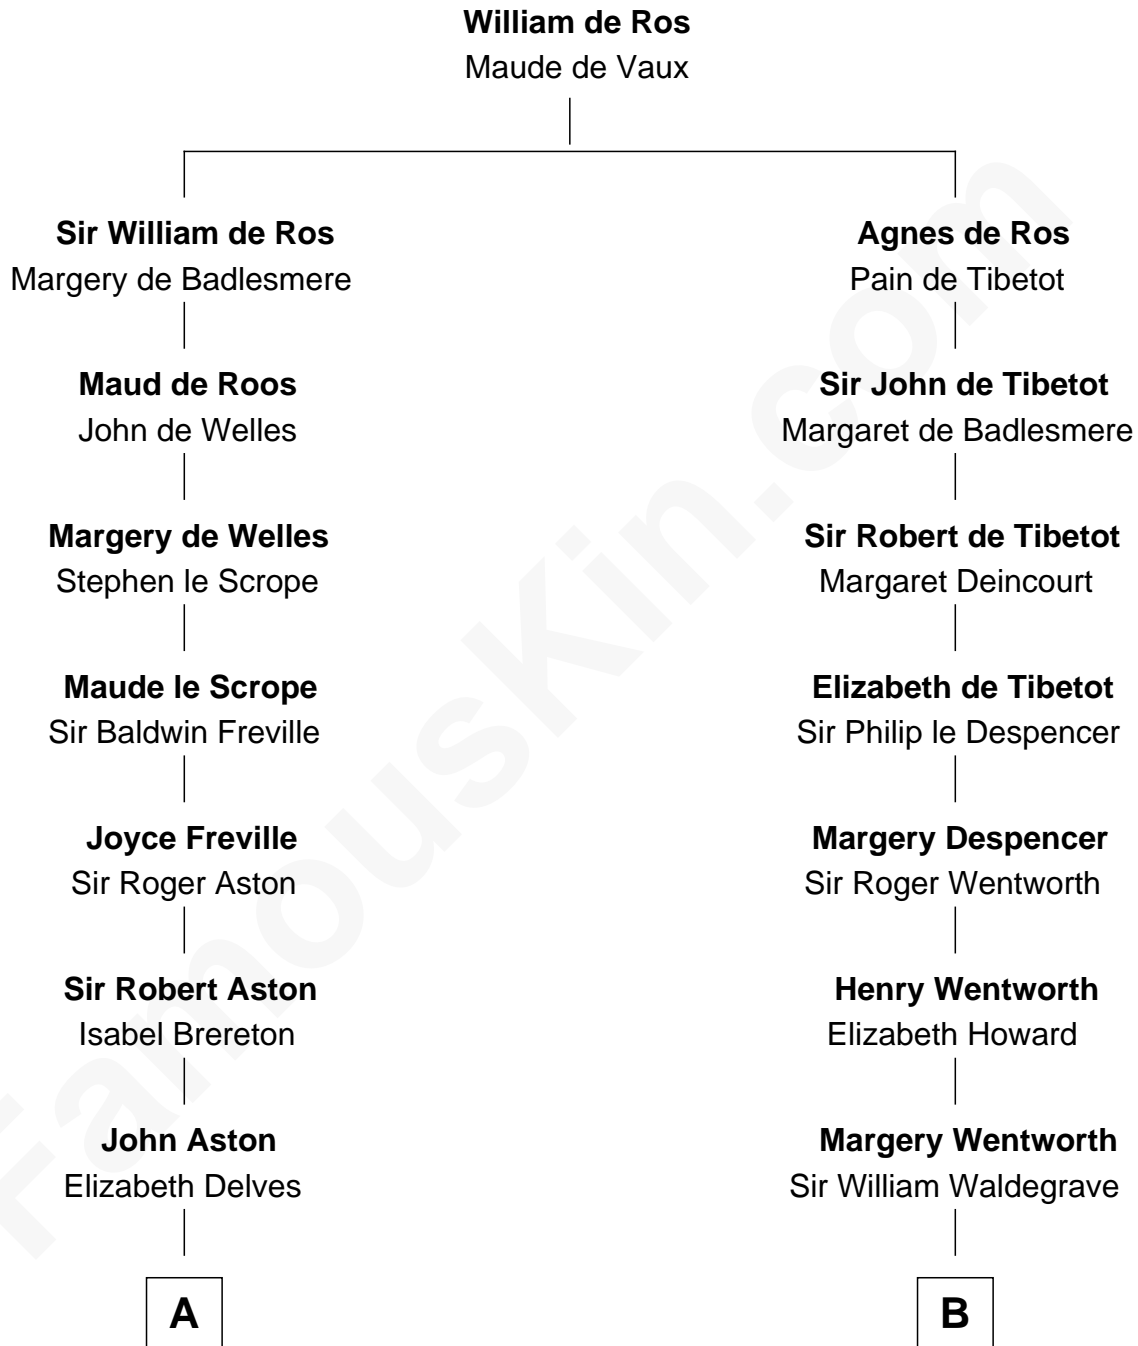 William de Ros
Maude de Vaux
Sir William de Ros
Margery de Badlesmere
Agnes de Ros
Pain de Tibetot
Maud de Roos
John de Welles
Sir John de Tibetot
Margaret de Badlesmere
Margery de Welles
Stephen le Scrope
Sir Robert de Tibetot
Margaret Deincourt
Maude le Scrope
Sir Baldwin Freville
Elizabeth de Tibetot
Sir Philip le Despencer
Joyce Freville
Sir Roger Aston
Margery Despencer
Sir Roger Wentworth
Sir Robert Aston
Isabel Brereton
Henry Wentworth
Elizabeth Howard
John Aston
Elizabeth Delves
Margery Wentworth
Sir William Waldegrave
A
B
FamousKin.com